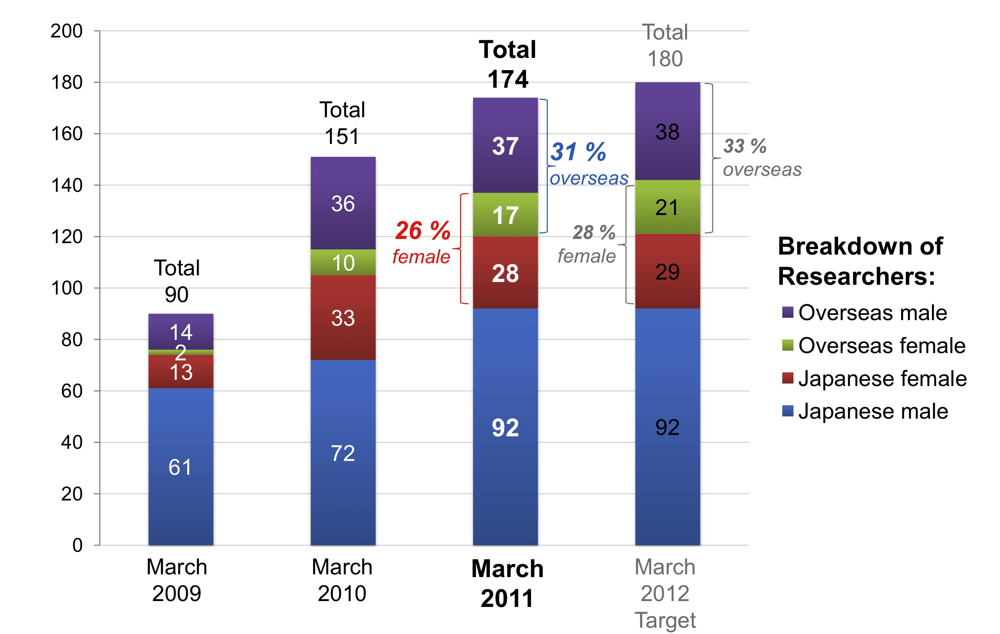 200
180
160
140
120
100
80
60
40
20
0
Total
90
14
2
13
61
March
2009
Total
151
36
10
33
72
March
2010
Total
174
37
17
28
92
31 %
overseas
26 %
female
March
2011
Total
180
38
21
29
92
33 %
overseas
28 %
female
March
2012
Target
Breakdown of
Researchers:
Overseas male
Overseas female
Japanese female
Japanese male